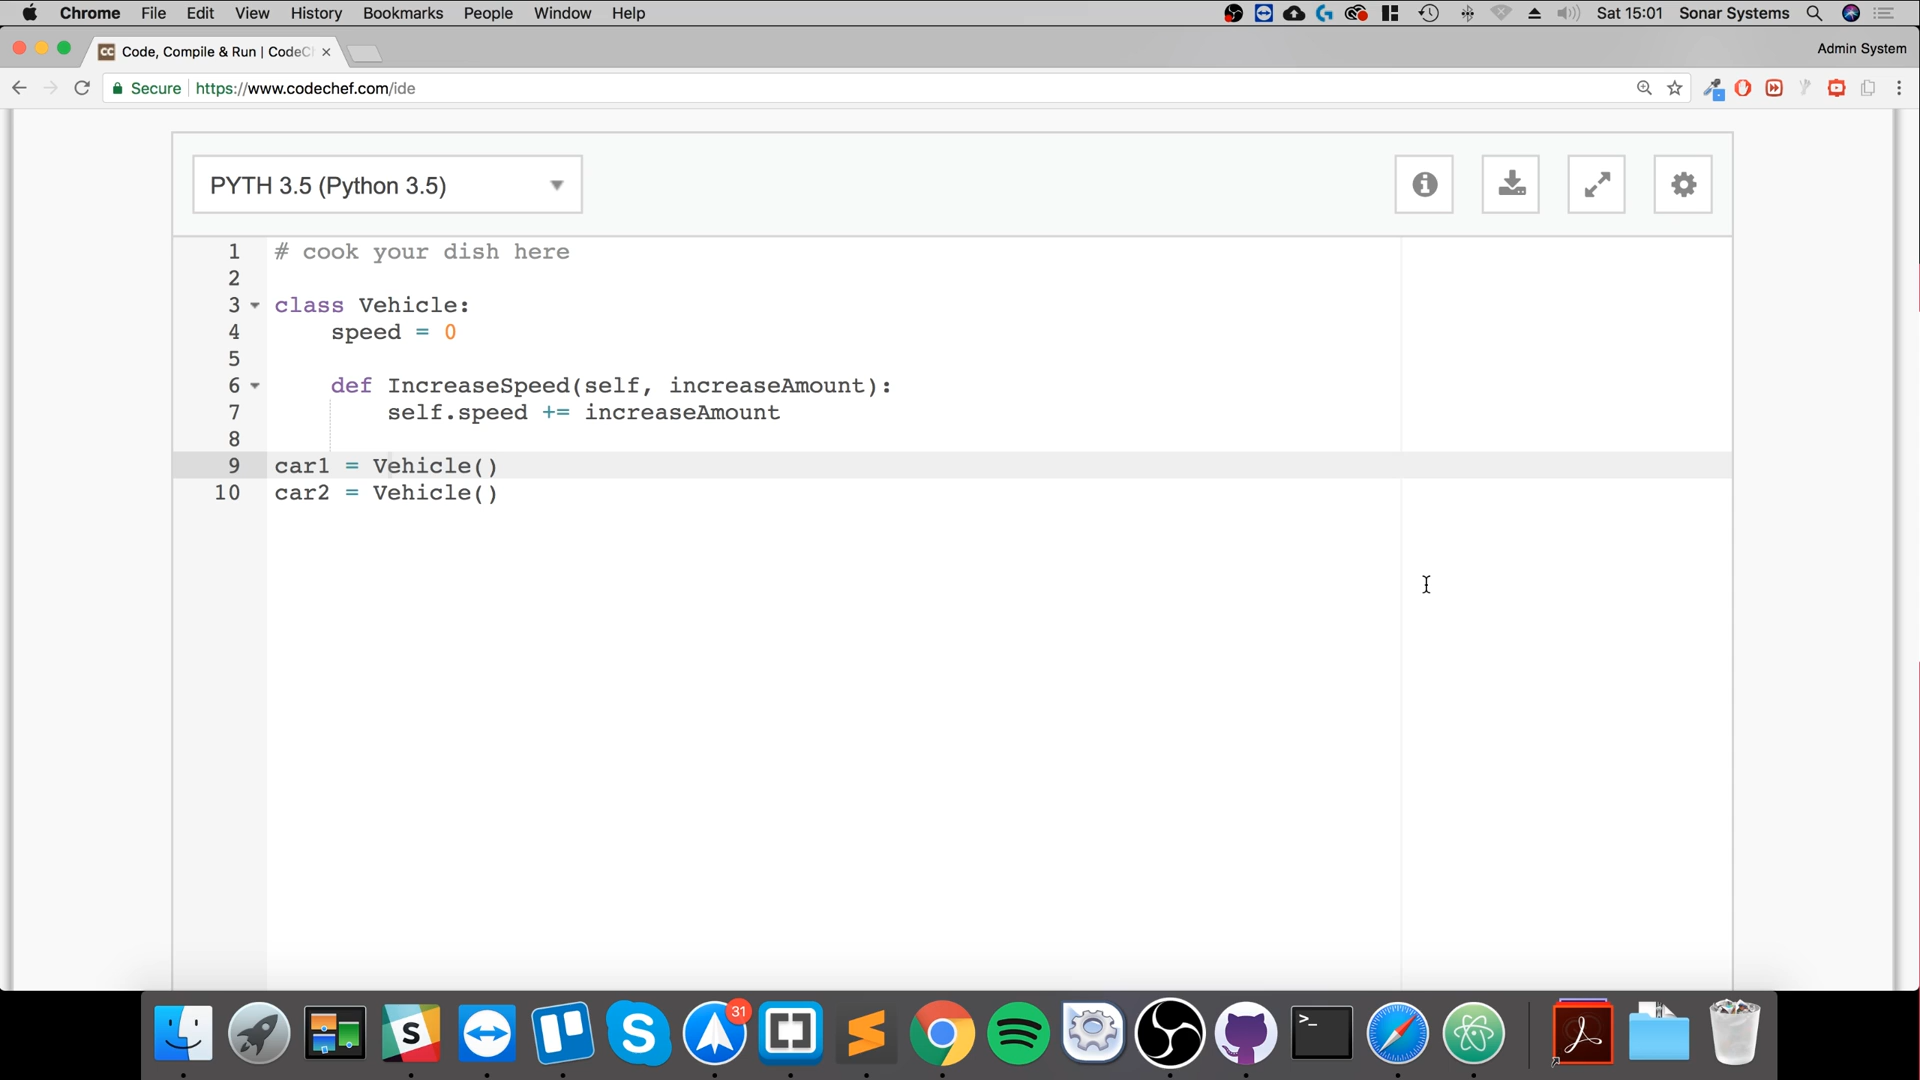 Chrome File Edit View History Bookmarks People Window Help Sat 15:01 Sonar Systems
CC Code, Compile & Run | CodeCh Admin System
Secure https://www.codechef.com/ide
PYTH 3.5 (Python 3.5)
1 # cook your dish here
2
3 class Vehicle:
4 speed = 0
5
6 def IncreaseSpeed(self, increaseAmount):
7 self.speed += increaseAmount
8
9 car1 = Vehicle()
10 car2 = Vehicle()
31
S S >_